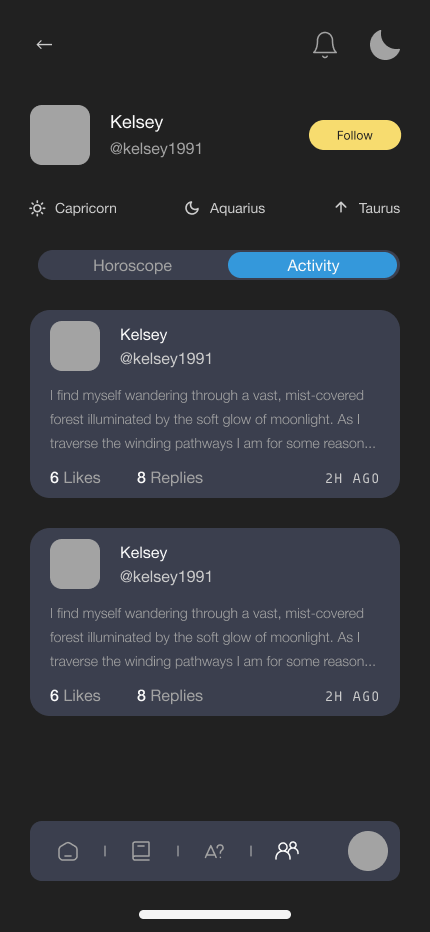 Kelsey
@kelsey1991
Follow
Capricorn Aquarius Taurus
Horoscope Activity
Kelsey
@kelsey1991
I find myself wandering through a vast, mist-covered
forest illuminated by the soft glow of moonlight. As I
traverse the winding pathways I am for some reason...
6 Likes 8 Replies 2H AGO
Kelsey
@kelsey1991
I find myself wandering through a vast, mist-covered
forest illuminated by the soft glow of moonlight. As I
traverse the winding pathways I am for some reason...
6 Likes 8 Replies 2H AGO
A?